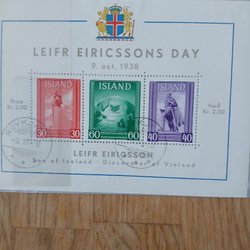 LEIFR EIRICSSONS DAY
9. oct. 1938
Price Kr. 2,00
Verð Kr. 2,00
ISLAND ISLAND ISLAND
30 30 60 60 40 40
LEIFR EIRIGSSON
Son of Iceland - Discoverer of Vinland